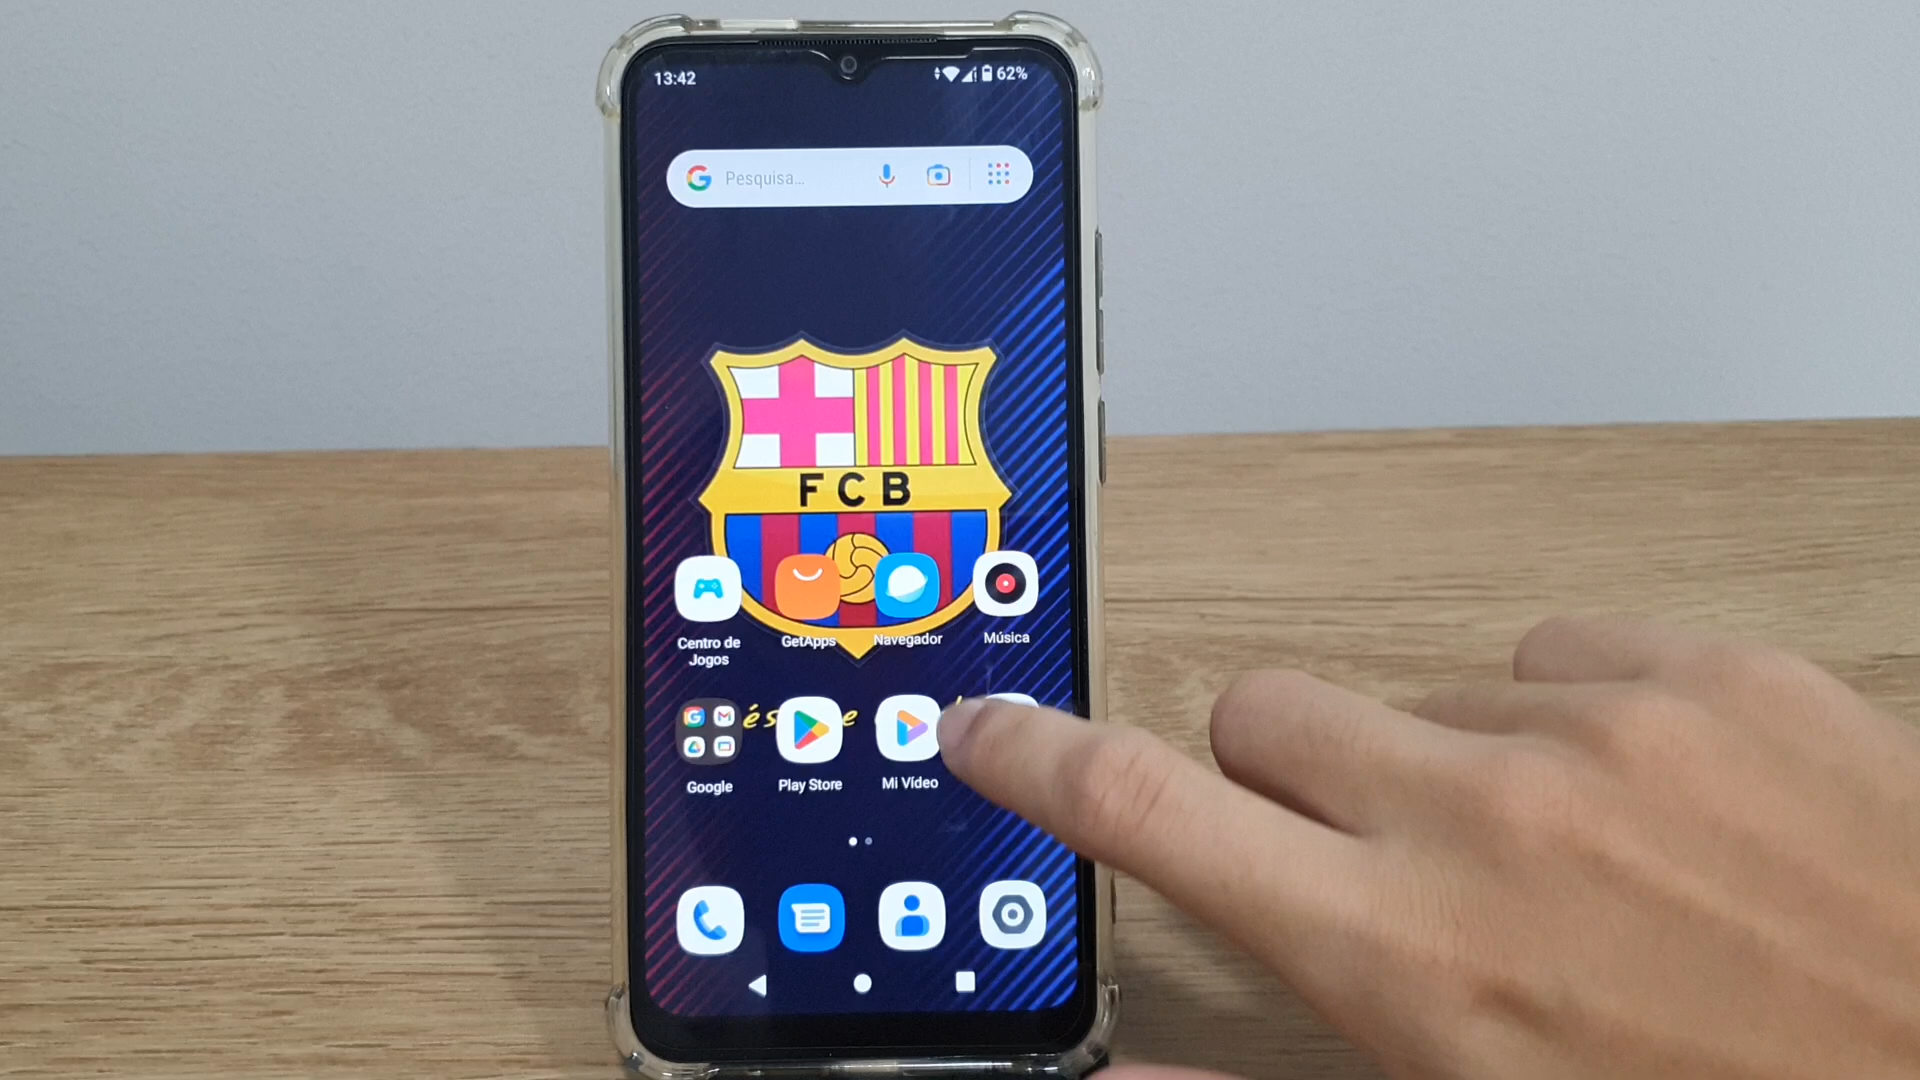 13:42
62%
Pesquisa...
FCB
Centro de
Jogos
GetApps
Navegador
Música
Google
Play Store
Mi Vídeo